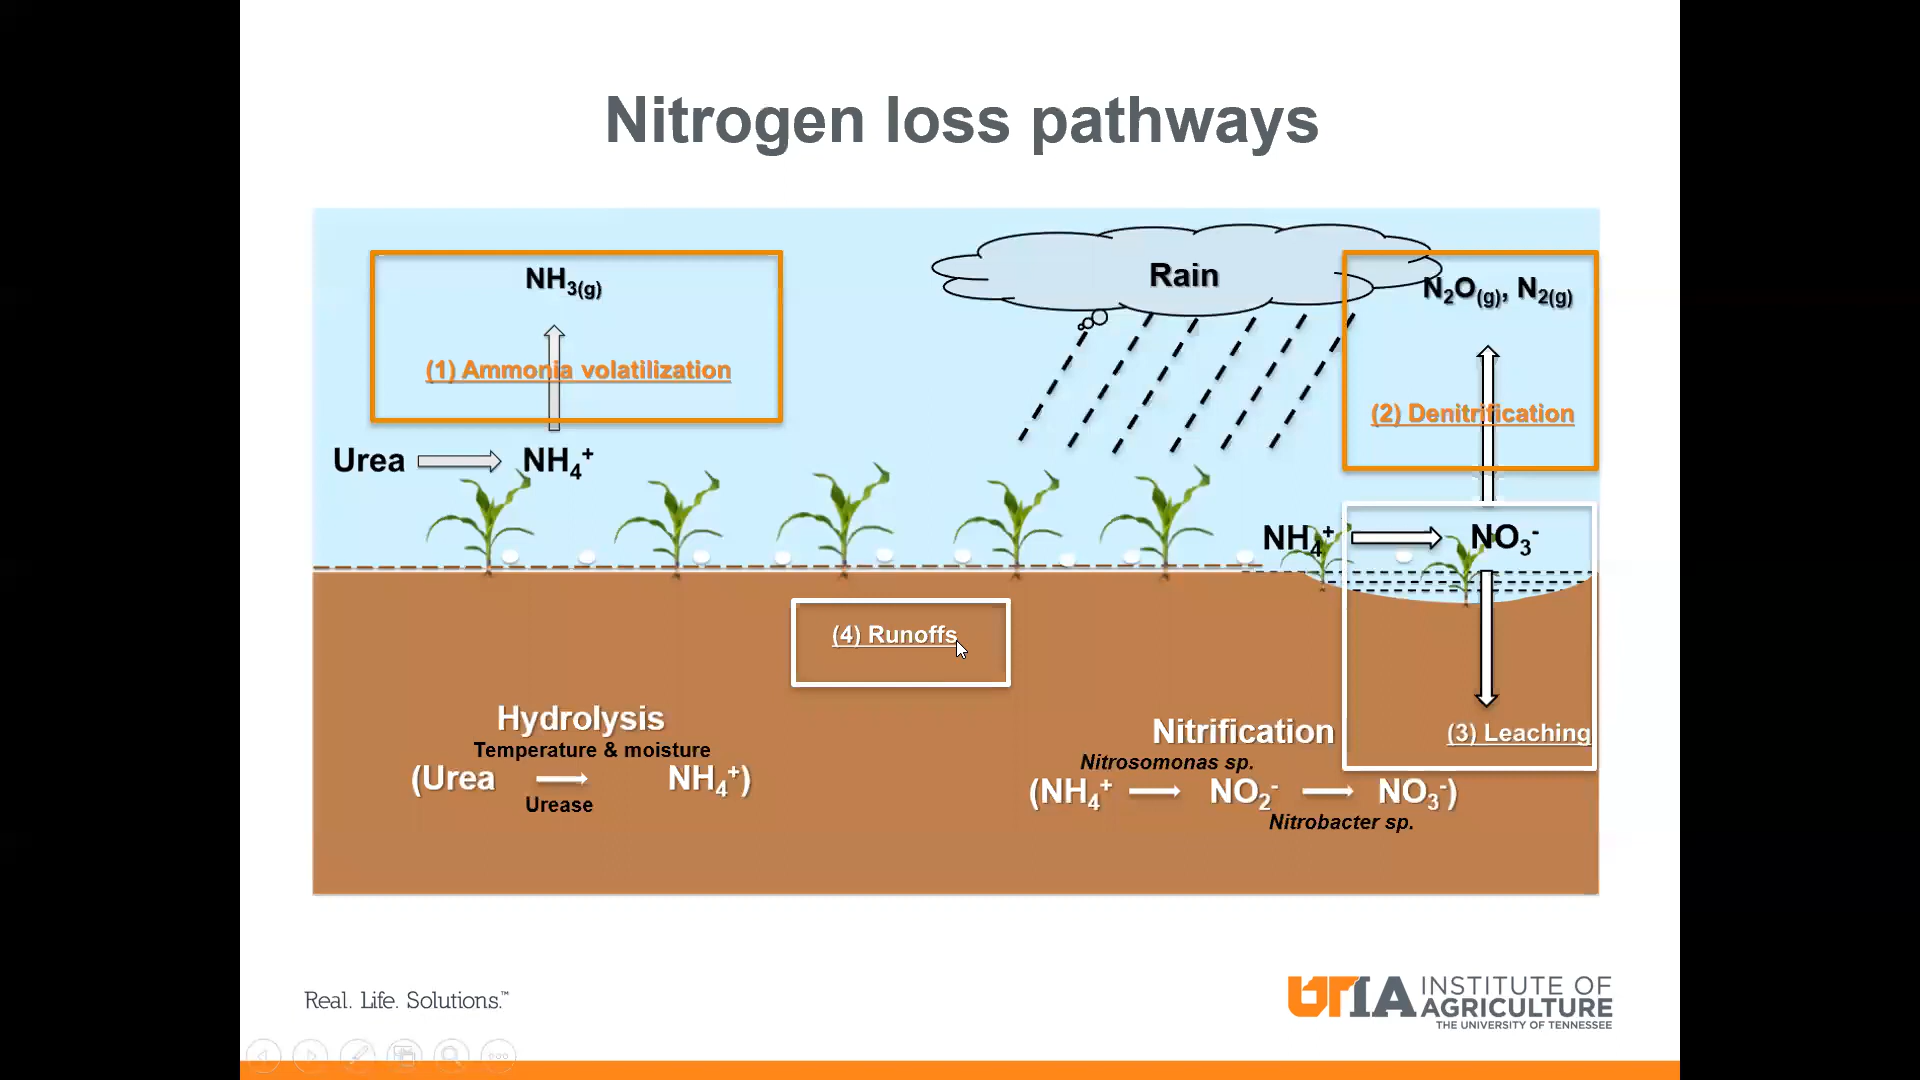 Nitrogen loss pathways
NH3(g)
Rain
N2O(g), N2(g)
(1) Ammonia volatilization
(2) Denitrification
Urea
NH4+
NH4+
NO3-
(4) Runoffs
Hydrolysis
Temperature & moisture
(Urea
NH4+)
Urease
(3) Leaching
Nitrification
Nitrosomonas sp.
(NH4+
NO2-
NO3-)
Nitrobacter sp.
Real. Life. Solutions.™
UTIA INSTITUTE OF
AGRICULTURE
THE UNIVERSITY OF TENNESSEE